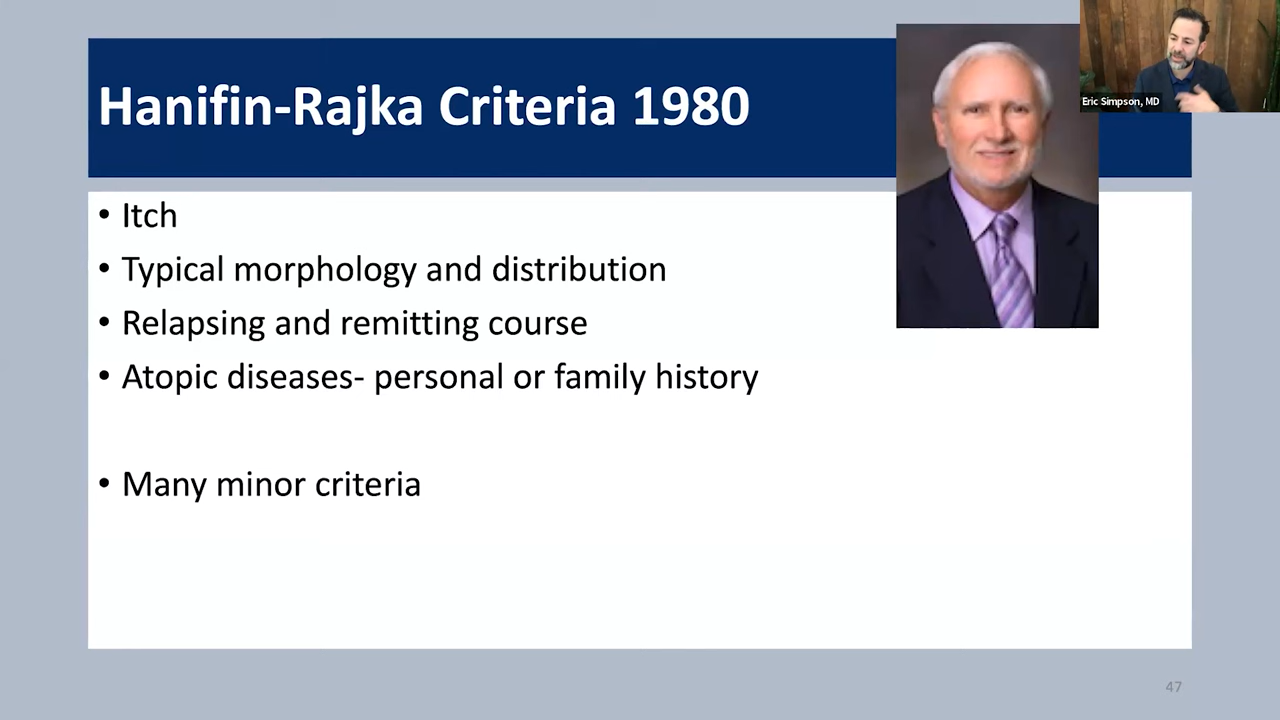 Hanifin-Rajka Criteria 1980
Eric Simpson, MD
• Itch
• Typical morphology and distribution
• Relapsing and remitting course
• Atopic diseases- personal or family history
• Many minor criteria
47